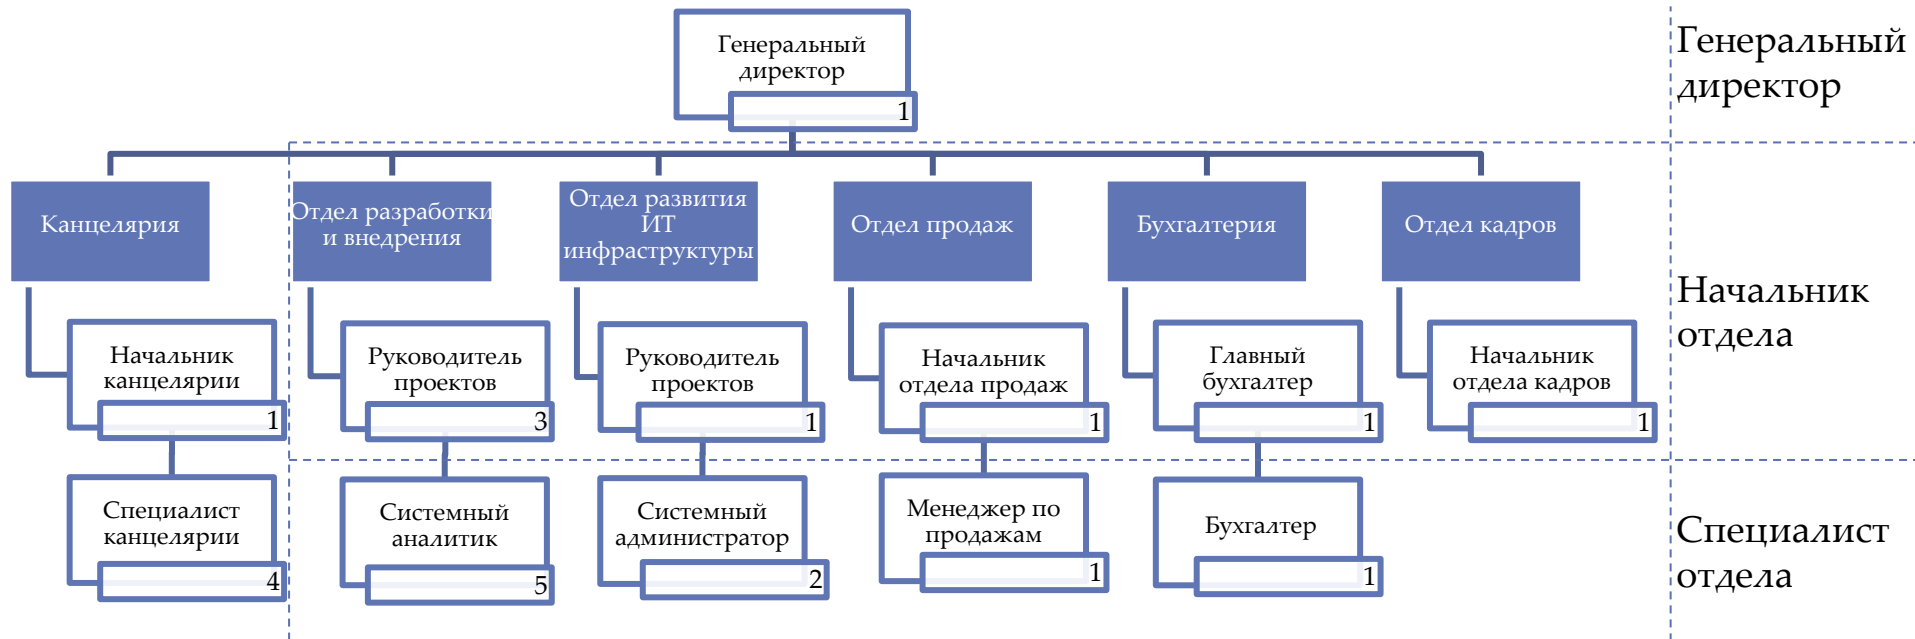 Генеральный
директор
1
Генеральный
директор
Канцелярия
Отдел разработки
и внедрения
Отдел развития
ИТ
инфраструктуры
Отдел продаж
Бухгалтерия
Отдел кадров
Начальник
канцелярии
1
Руководитель
проектов
3
Руководитель
проектов
1
Начальник
отдела продаж
1
Главный
бухгалтер
1
Начальник
отдела кадров
1
Начальник
отдела
Специалист
канцелярии
4
Системный
аналитик
5
Системный
администратор
2
Менеджер по
продажам
1
Бухгалтер
1
Специалист
отдела